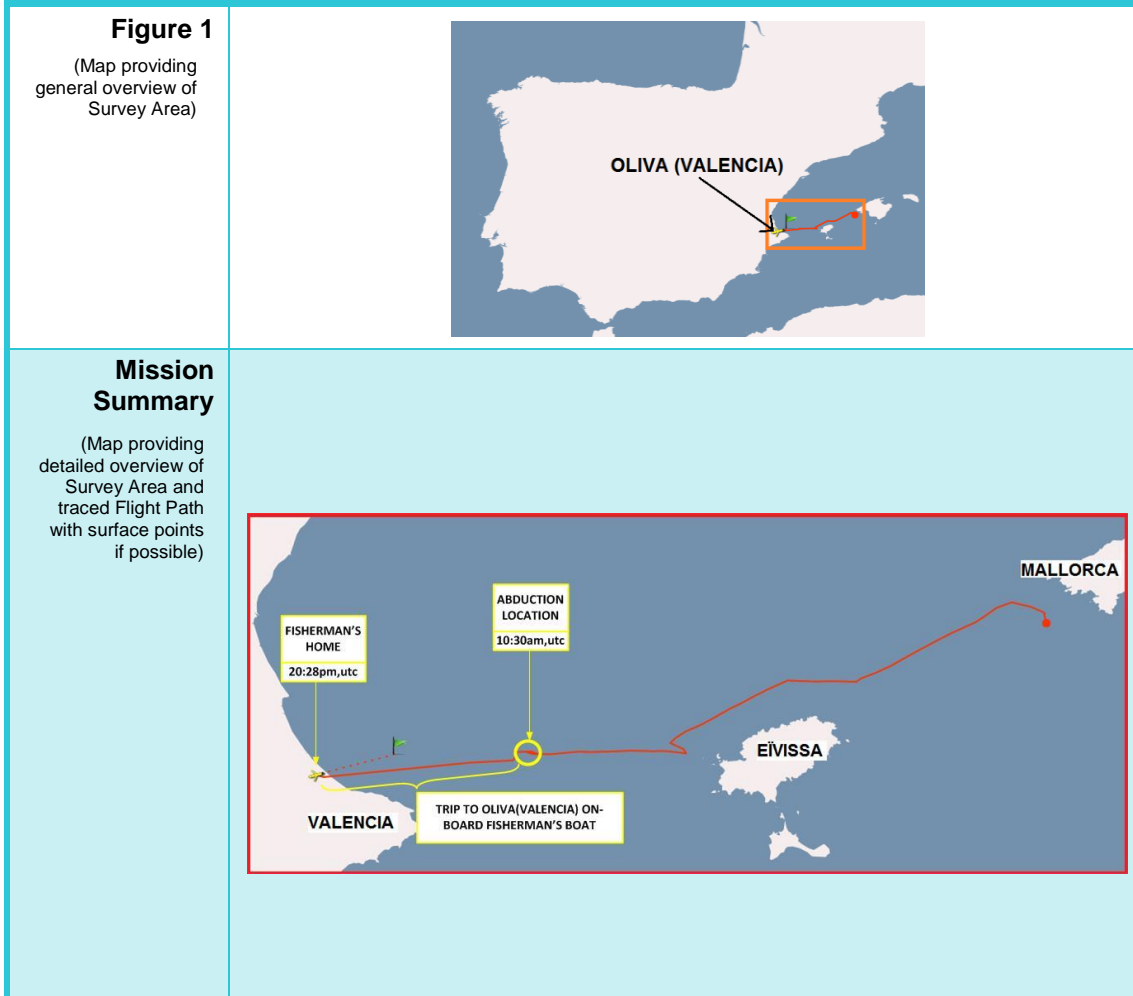 Figure 1
(Map providing
general overview of
Survey Area)
OLIVA (VALENCIA)
Mission
Summary
(Map providing
detailed overview of
Survey Area and
traced Flight Path
with surface points
if possible)
MALLORCA
ABDUCTION
LOCATION
10:30am,utc
FISHERMAN'S
HOME
20:28pm,utc
EÏVISSA
TRIP TO OLIVA(VALENCIA) ON-
BOARD FISHERMAN'S BOAT
VALENCIA